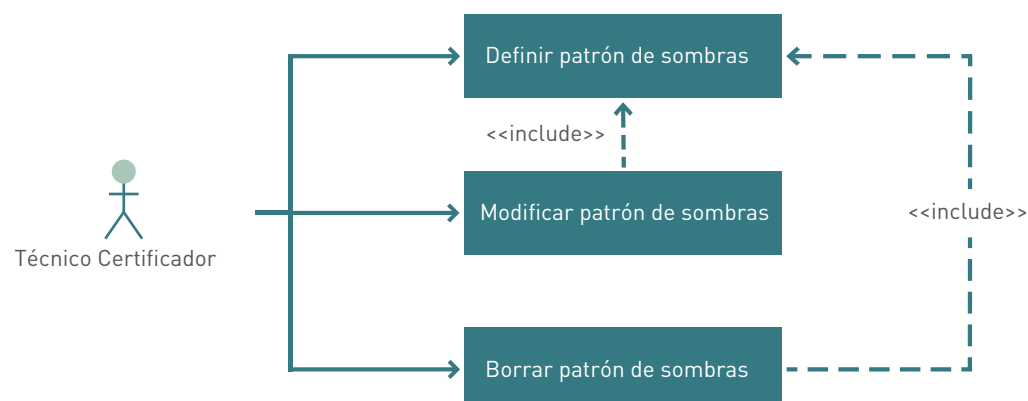 Definir patrón de sombras
<<include>>
Modificar patrón de sombras
<<include>>
Técnico Certificador
Borrar patrón de sombras